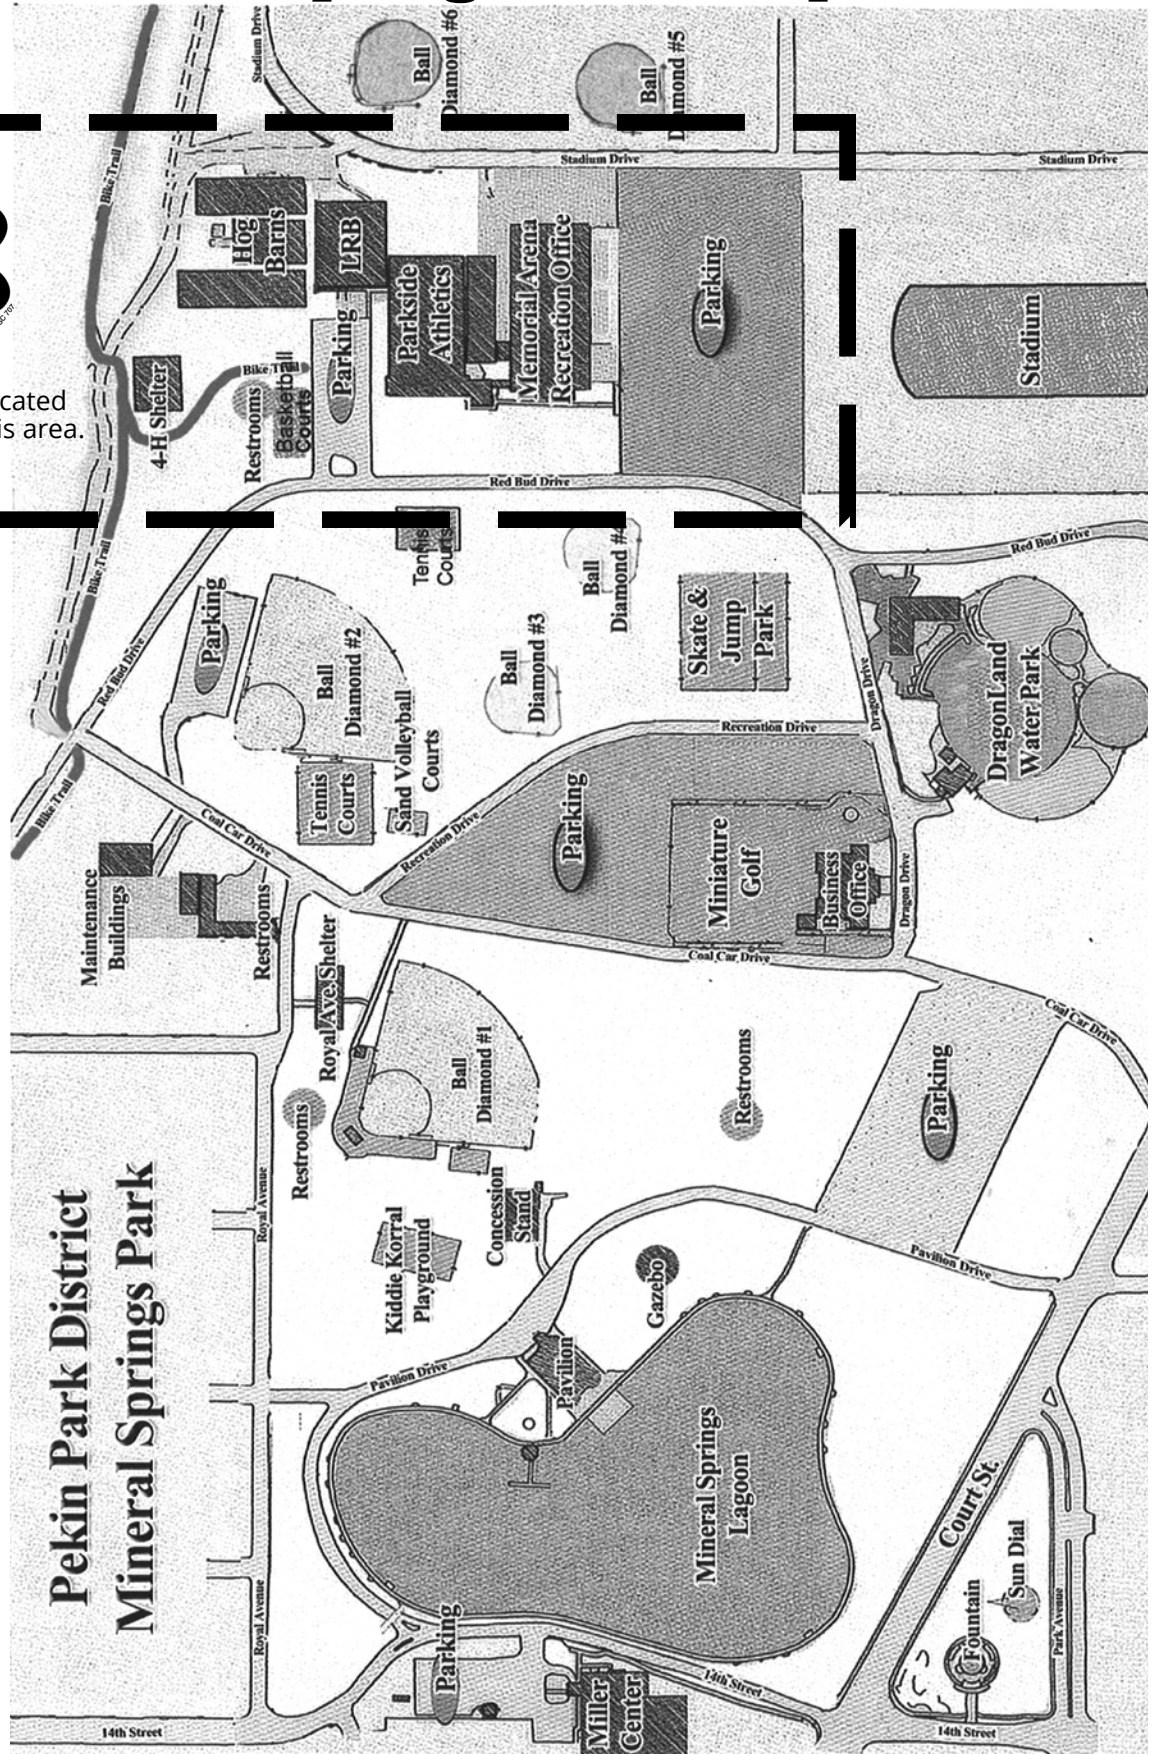 Pekin Park District
Mineral Springs Park
cated
is area.
Stadium Drive
Ball
Diamond #6
Ball
Diamond #5
Stadium Drive
Stadium Drive
Bike Trail
Hog
Barns
LRB
Parkside
Athletics
Memorial Arena
Recreation Office
Parking
Stadium
4-H Shelter
Bike Trail
Restrooms
Basketball
Courts
Parking
Red Bud Drive
Bike Trail
Tennis
Courts
Ball
Diamond #4
Red Bud Drive
Parking
Red Bud Drive
Ball
Diamond #2
Ball
Diamond #3
Skate &
Jump
Park
Dragon Drive
DragonLand
Water Park
Bike Trail
Coal Car Drive
Tennis
Courts
Sand Volleyball
Courts
Recreation Drive
Recreation Drive
Parking
Miniature
Golf
Business
Office
Dragon Drive
Maintenance
Buildings
Restrooms
Royal Ave. Shelter
Coal Car Drive
Coal Car Drive
Ball
Diamond #1
Restrooms
Restrooms
Parking
Royal Avenue
Kiddie Korral
Playground
Concession
Stand
Gazebo
Pavilion Drive
Pavilion Drive
Pavilion
Mineral Springs
Lagoon
Court St.
Royal Avenue
Parking
14th Street
Miller
Center
14th Street
Fountain
Sun Dial
Park Avenue
14th Street